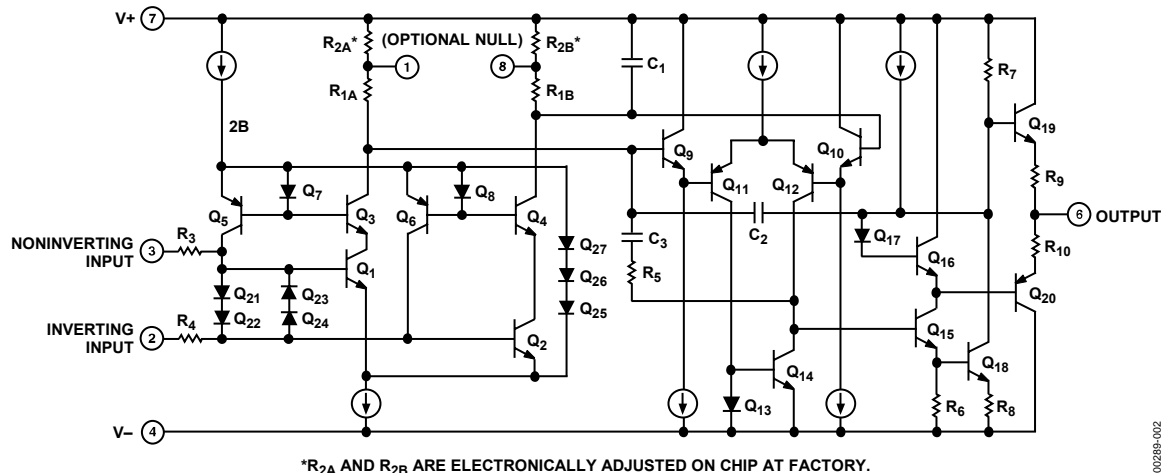 V+ 7
R2A* (OPTIONAL NULL) R2B*
1 8
R1A R1B
C1
R7
2B
Q19
Q9 Q10
Q7 Q8
Q11 Q12
R9
Q5 Q3 Q6 Q4
6 OUTPUT
NONINVERTING
INPUT
3 R3
C2
Q27
C3
Q17
R10
Q1
Q26
R5
Q16
Q21 Q23
Q20
Q22 Q24
Q25
INVERTING
INPUT
2 R4
Q2
Q15
Q14
Q18
Q13
R6 R8
V– 4
*R2A AND R2B ARE ELECTRONICALLY ADJUSTED ON CHIP AT FACTORY.
00289-002